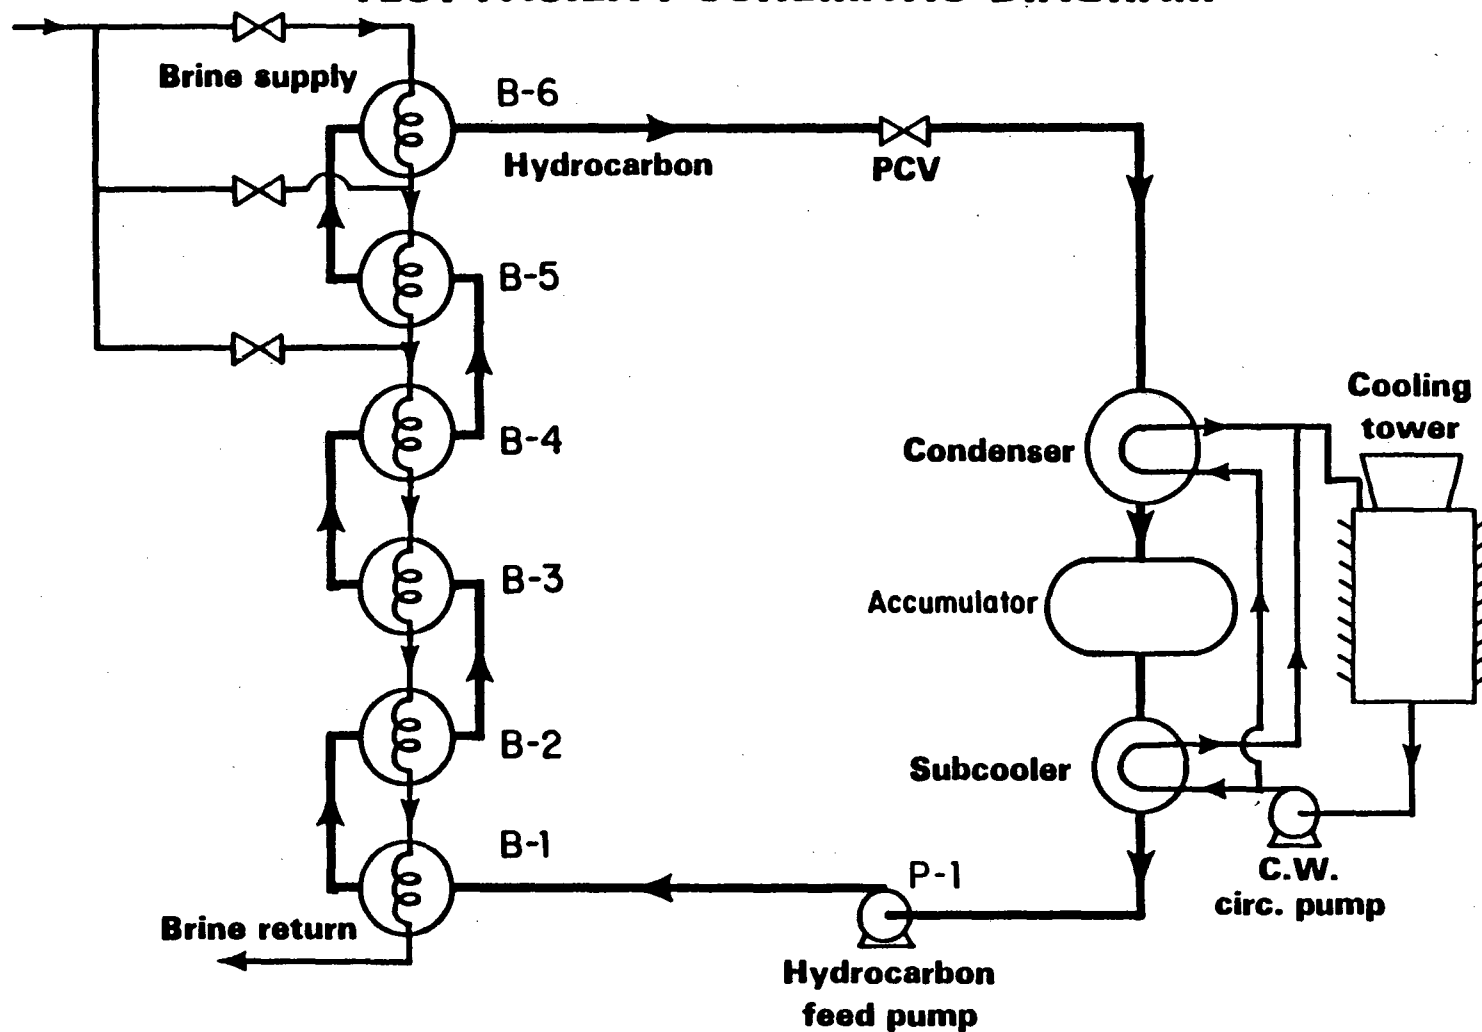 Brine supply
B-6
Hydrocarbon
PCV
B-5
B-4
B-3
B-2
B-1
Brine return
Condenser
Cooling
tower
Accumulator
Subcooler
C.W.
circ. pump
P-1
Hydrocarbon
feed pump